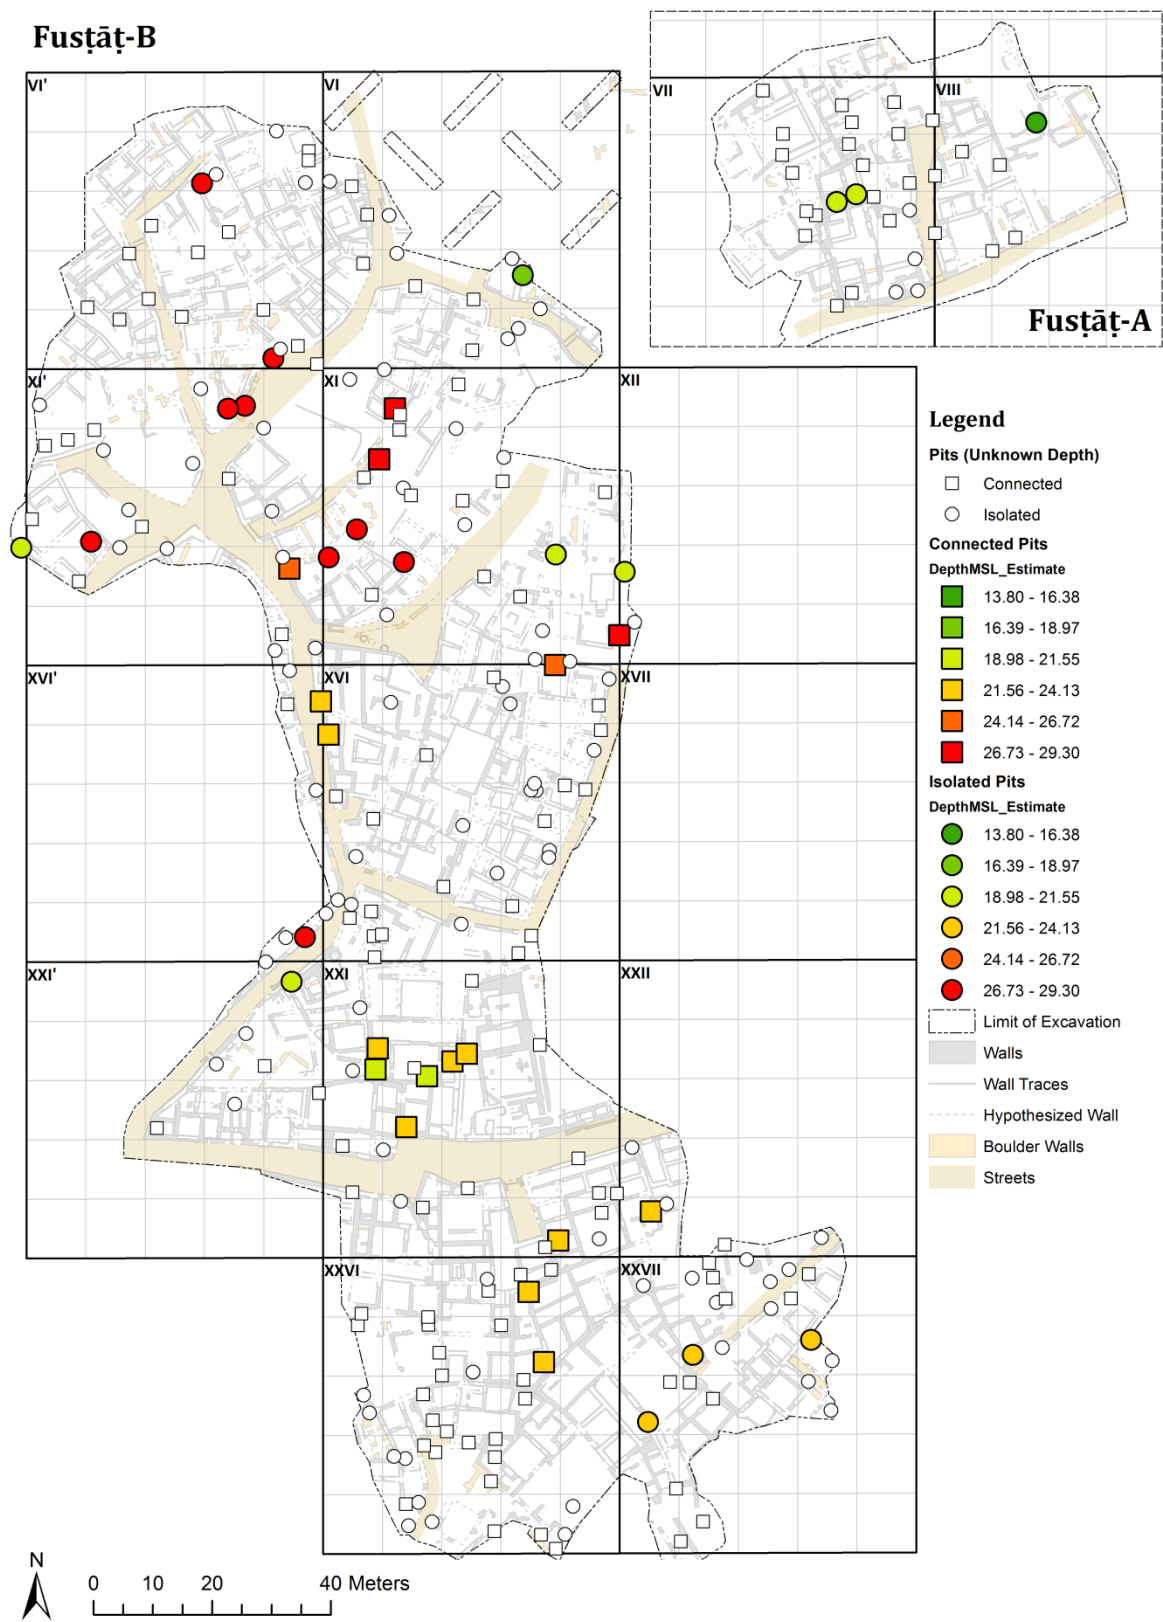 Fusṭāṭ-B
VI'
VI
VII
VIII
Fusṭāṭ-A
XI'
XI
XII
XVI'
XVI
XVII
XXI'
XXI
XXII
XXVI
XXVII
Legend
Pits (Unknown Depth)
Connected
Isolated
Connected Pits
DepthMSL_Estimate
13.80 - 16.38
16.39 - 18.97
18.98 - 21.55
21.56 - 24.13
24.14 - 26.72
26.73 - 29.30
Isolated Pits
DepthMSL_Estimate
13.80 - 16.38
16.39 - 18.97
18.98 - 21.55
21.56 - 24.13
24.14 - 26.72
26.73 - 29.30
Limit of Excavation
Walls
Wall Traces
Hypothesized Wall
Boulder Walls
Streets
N
0 10 20 40 Meters